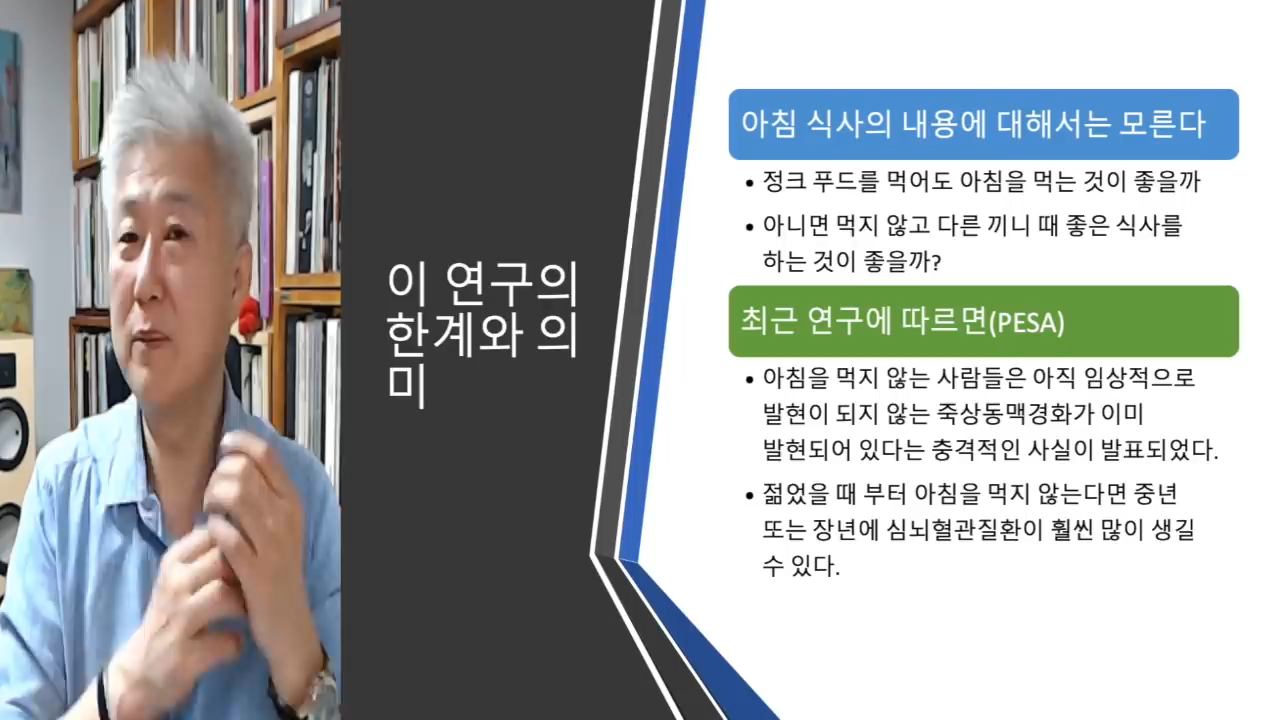 이 연구의
한계와 의
미
아침 식사의 내용에 대해서는 모른다
• 정크 푸드를 먹어도 아침을 먹는 것이 좋을까
• 아니면 먹지 않고 다른 끼니 때 좋은 식사를
하는 것이 좋을까?
최근 연구에 따르면(PESA)
• 아침을 먹지 않는 사람들은 아직 임상적으로
발현이 되지 않는 죽상동맥경화가 이미
발현되어 있다는 충격적인 사실이 발표되었다.
• 젊었을 때 부터 아침을 먹지 않는다면 중년
또는 장년에 심뇌혈관질환이 훨씬 많이 생길
수 있다.